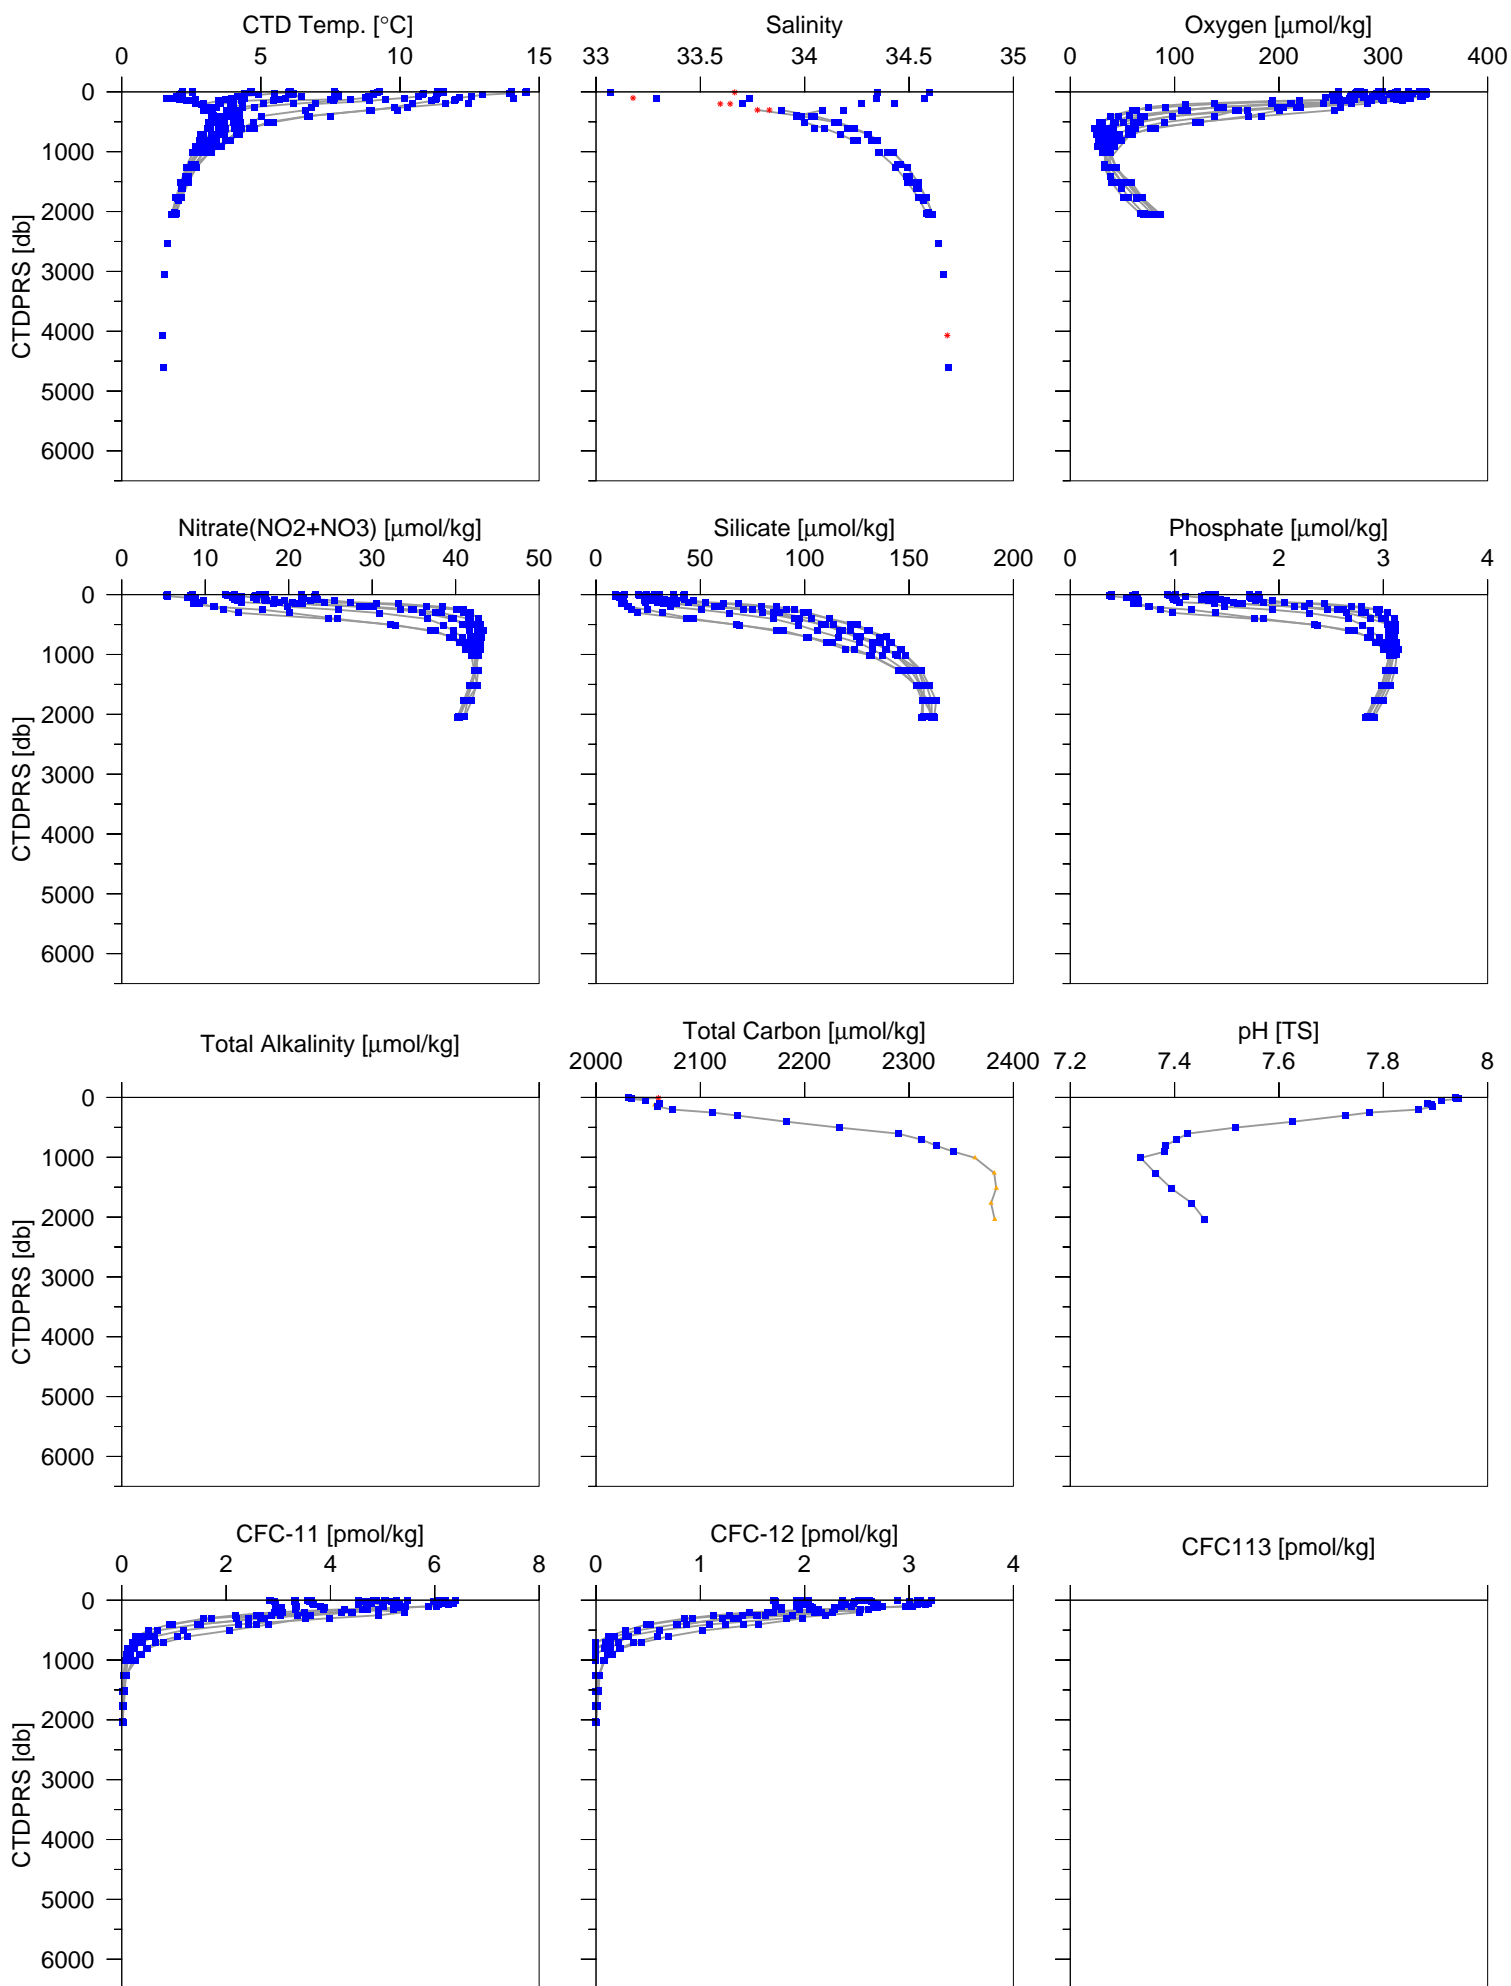 CTD Temp. [°C] Salinity Oxygen [μmol/kg]
0 5 10 15 33 33.5 34 34.5 35 0 100 200 300 400
0
1000
2000
3000
4000
5000
6000
CTDPRS [db]
Nitrate(NO2+NO3) [μmol/kg] Silicate [μmol/kg] Phosphate [μmol/kg]
0 10 20 30 40 50 0 50 100 150 200 0 1 2 3 4
0
1000
2000
3000
4000
5000
6000
CTDPRS [db]
Total Alkalinity [μmol/kg] Total Carbon [μmol/kg] pH [TS]
2000 2100 2200 2300 2400 7.2 7.4 7.6 7.8 8
0
1000
2000
3000
4000
5000
6000
CTDPRS [db]
CFC-11 [pmol/kg] CFC-12 [pmol/kg] CFC113 [pmol/kg]
0 2 4 6 8 0 1 2 3 4
0
1000
2000
3000
4000
5000
6000
CTDPRS [db]